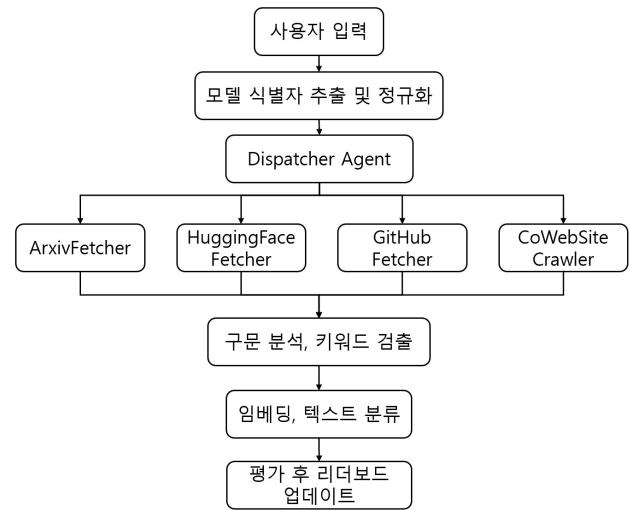 사용자 입력
모델 식별자 추출 및 정규화
Dispatcher Agent
ArxivFetcher
HuggingFace
Fetcher
GitHub
Fetcher
CoWebSite
Crawler
구문 분석, 키워드 검출
임베딩, 텍스트 분류
평가 후 리더보드
업데이트